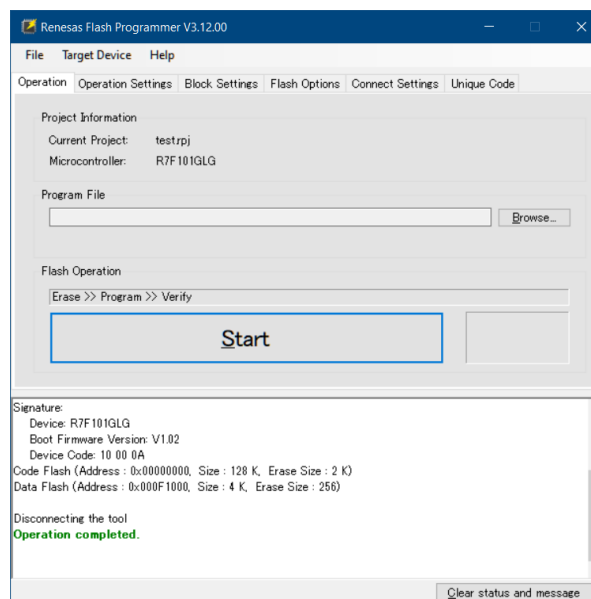 Renesas Flash Programmer V3.12.00
File Target Device Help
Operation Operation Settings Block Settings Flash Options Connect Settings Unique Code
Project Information
Current Project: test.rpj
Microcontroller: R7F101GLG
Program File
Browse...
Flash Operation
Erase >> Program >> Verify
Start
Signature:
Device: R7F101GLG
Boot Firmware Version: V1.02
Device Code: 10 00 0A
Code Flash (Address : 0x00000000, Size : 128 K, Erase Size : 2 K)
Data Flash (Address : 0x000F1000, Size : 4 K, Erase Size : 256)
Disconnecting the tool
Operation completed.
Clear status and message